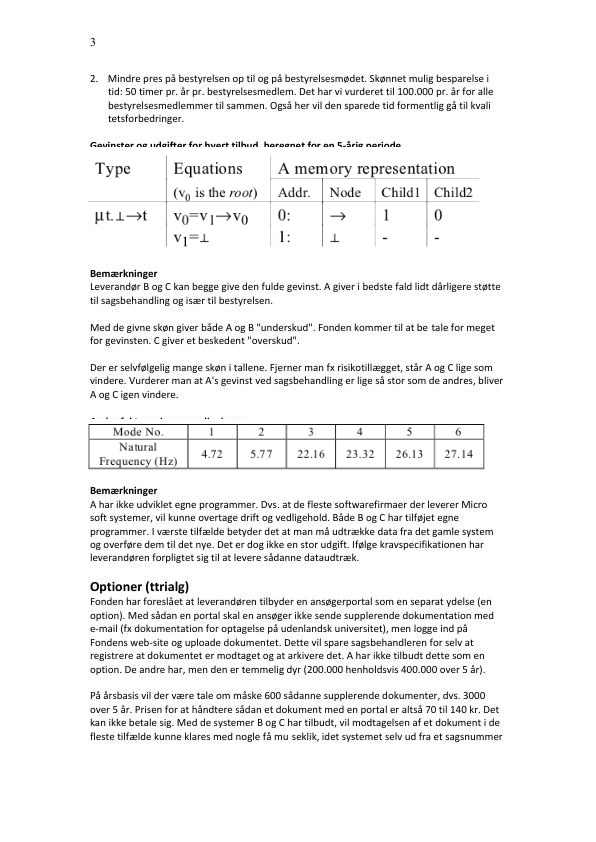 3
2. Mindre pres på bestyrelsen op til og på bestyrelsesmødet. Skønnet mulig besparelse i
tid: 50 timer pr. år pr. bestyrelsesmedlem. Det har vi vurderet til 100.000 pr. år for alle
bestyrelsesmedlemmer til sammen. Også her vil den sparede tid formentlig gå til kvali
tetsforbedringer.
Gevinster og udgifter for hvert tilbud, beregnet for en 5-årig periode
Type Equations A memory representation
(v0 is the root) Addr. Node Child1 Child2
μt.⊥→t v0=v1→v0 0: → 1 0
v1=⊥ 1: ⊥ - -
Bemærkninger
Leverandør B og C kan begge give den fulde gevinst. A giver i bedste fald lidt dårligere støtte
til sagsbehandling og især til bestyrelsen.
Med de givne skøn giver både A og B "underskud". Fonden kommer til at be tale for meget
for gevinsten. C giver et beskedent "overskud".
Der er selvfølgelig mange skøn i tallene. Fjerner man fx risikotillægget, står A og C lige som
vindere. Vurderer man at A's gevinst ved sagsbehandling er lige så stor som de andres, bliver
A og C igen vindere.
Mode No. 1 2 3 4 5 6
Natural
Frequency (Hz) 4.72 5.77 22.16 23.32 26.13 27.14
Bemærkninger
A har ikke udviklet egne programmer. Dvs. at de fleste softwarefirmaer der leverer Micro
soft systemer, vil kunne overtage drift og vedligehold. Både B og C har tilføjet egne
programmer. I værste tilfælde betyder det at man må udtrække data fra det gamle system
og overføre dem til det nye. Det er dog ikke en stor udgift. Ifølge kravspecifikationen har
leverandøren forpligtet sig til at levere sådanne dataudtræk.
Optioner (ttrialg)
Fonden har foreslået at leverandøren tilbyder en ansøgerportal som en separat ydelse (en
option). Med sådan en portal skal en ansøger ikke sende supplerende dokumentation med
e-mail (fx dokumentation for optagelse på udenlandsk universitet), men logge ind på
Fondens web-site og uploade dokumentet. Dette vil spare sagsbehandleren for selv at
registrere at dokumentet er modtaget og at arkivere det. A har ikke tilbudt dette som en
option. De andre har, men den er temmelig dyr (200.000 henholdsvis 400.000 over 5 år).
På årsbasis vil der være tale om måske 600 sådanne supplerende dokumenter, dvs. 3000
over 5 år. Prisen for at håndtere sådan et dokument med en portal er altså 70 til 140 kr. Det
kan ikke betale sig. Med de systemer B og C har tilbudt, vil modtagelsen af et dokument i de
fleste tilfælde kunne klares med nogle få mu seklik, idet systemet selv ud fra et sagsnummer